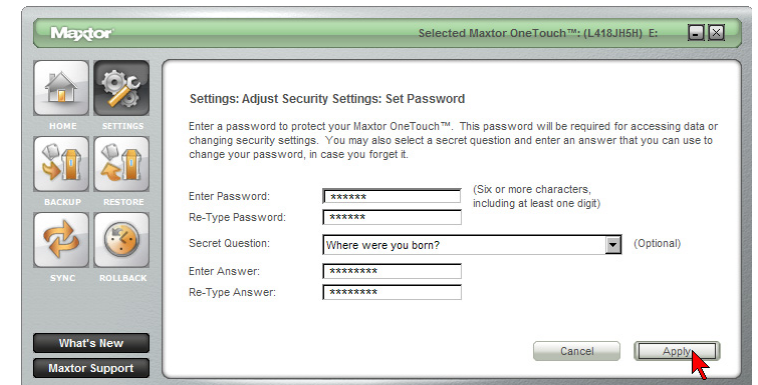 Maxtor
Selected Maxtor OneTouch™: (L418JH5H) E:
HOME SETTINGS
BACKUP RESTORE
SYNC ROLLBACK
What's New
Maxtor Support
Settings: Adjust Security Settings: Set Password
Enter a password to protect your Maxtor OneTouch™. This password will be required for accessing data or
changing security settings. You may also select a secret question and enter an answer that you can use to
change your password, in case you forget it.
Enter Password: ****** (Six or more characters,
including at least one digit)
Re-Type Password: ******
Secret Question: Where were you born? (Optional)
Enter Answer: ********
Re-Type Answer: ********
Cancel Apply